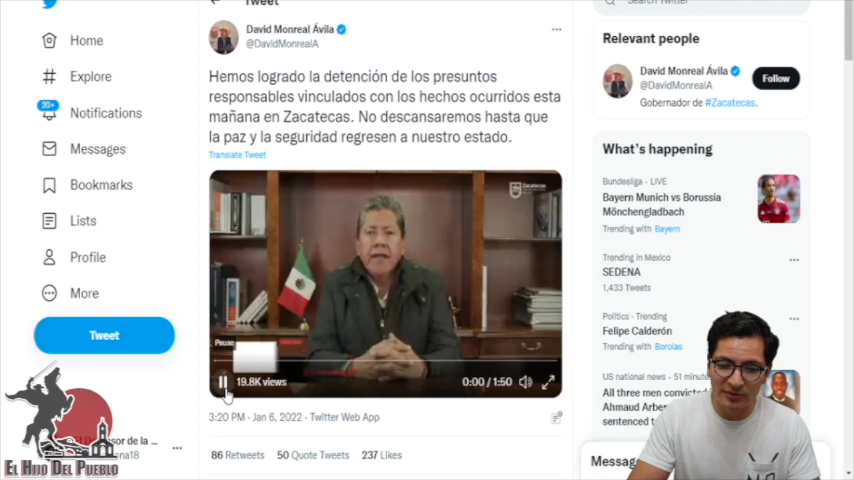 Tweet
Search Twitter
David Monreal Ávila
@DavidMonrealA
Hemos logrado la detención de los presuntos
responsables vinculados con los hechos ocurridos esta
mañana en Zacatecas. No descansaremos hasta que
la paz y la seguridad regresen a nuestro estado.
Translate Tweet
Zacatecas
Pause
19.8K views
0:00 / 1:50
3:20 PM · Jan 6, 2022 · Twitter Web App
86 Retweets 50 Quote Tweets 237 Likes
Home
Explore
20+
Notifications
Messages
Bookmarks
Lists
Profile
More
Tweet
El Hijo Del Pueblo
Relevant people
David Monreal Ávila
@DavidMonrealA
Follow
Gobernador de #Zacatecas.
What's happening
Bundesliga · LIVE
Bayern Munich vs Borussia
Mönchengladbach
Trending with Bayern
Trending in Mexico
SEDENA
1,433 Tweets
Politics · Trending
Felipe Calderón
Trending with Borolas
US national news · 51 minute
All three men convicted
Ahmaud Arber
sentenced t
Messag